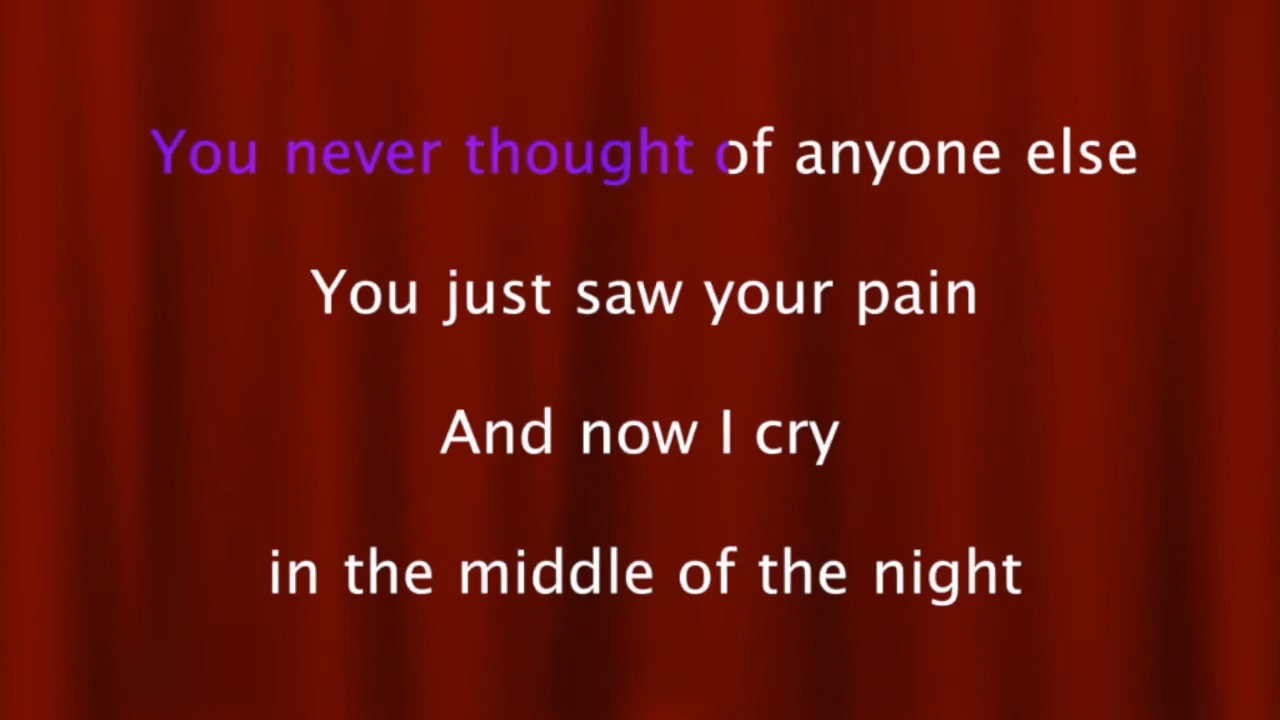 You never thought of anyone else
You just saw your pain
And now I cry
in the middle of the night